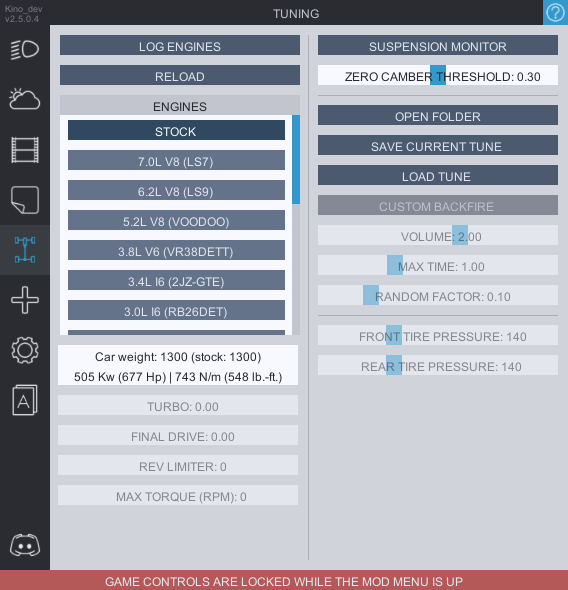 Kino_dev
v2.5.0.4
TUNING
LOG ENGINES
RELOAD
ENGINES
STOCK
7.0L V8 (LS7)
6.2L V8 (LS9)
5.2L V8 (VOODOO)
3.8L V6 (VR38DETT)
3.4L I6 (2JZ-GTE)
3.0L I6 (RB26DET)
Car weight: 1300 (stock: 1300)
505 Kw (677 Hp) | 743 N/m (548 lb.-ft.)
TURBO: 0.00
FINAL DRIVE: 0.00
REV LIMITER: 0
MAX TORQUE (RPM): 0
SUSPENSION MONITOR
ZERO CAMBER THRESHOLD: 0.30
OPEN FOLDER
SAVE CURRENT TUNE
LOAD TUNE
CUSTOM BACKFIRE
VOLUME: 2.00
MAX TIME: 1.00
RANDOM FACTOR: 0.10
FRONT TIRE PRESSURE: 140
REAR TIRE PRESSURE: 140
?
A
GAME CONTROLS ARE LOCKED WHILE THE MOD MENU IS UP